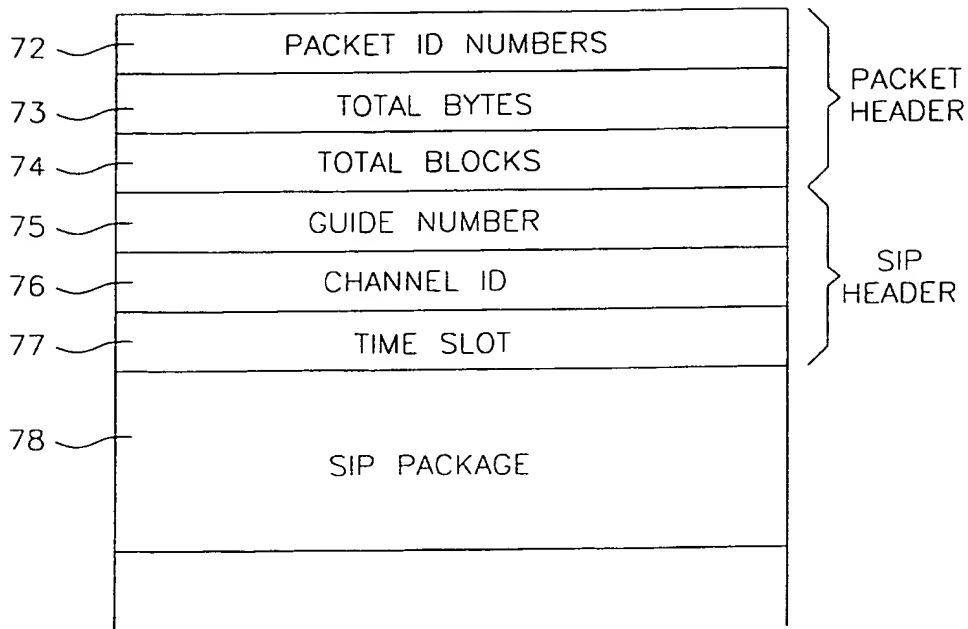 72 PACKET ID NUMBERS
73 TOTAL BYTES
74 TOTAL BLOCKS
PACKET
HEADER
75 GUIDE NUMBER
76 CHANNEL ID
77 TIME SLOT
SIP
HEADER
78 SIP PACKAGE